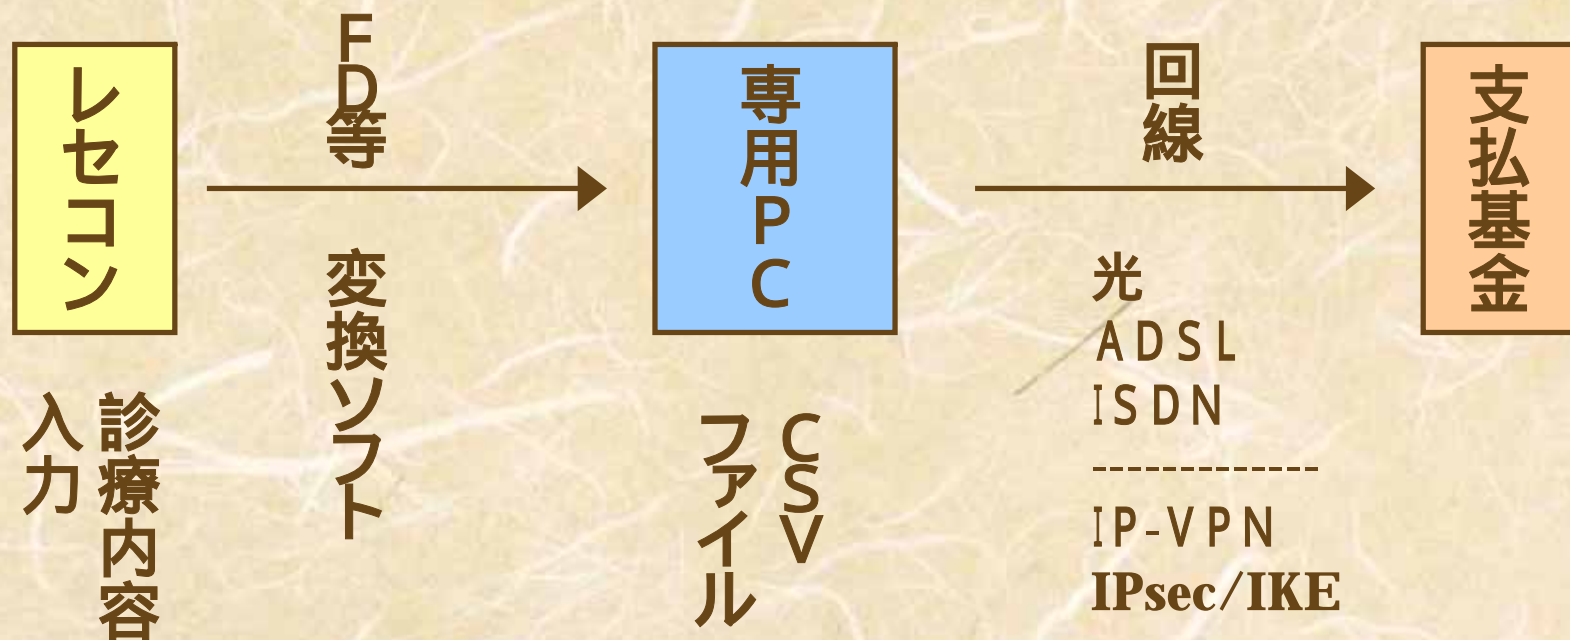 レセコン
診療内容
入力
FD等
変換ソフト
専用PC
CSV
ファイル
回線
光
ADSL
ISDN
-------------
IP-VPN
IPsec/IKE
支払基金